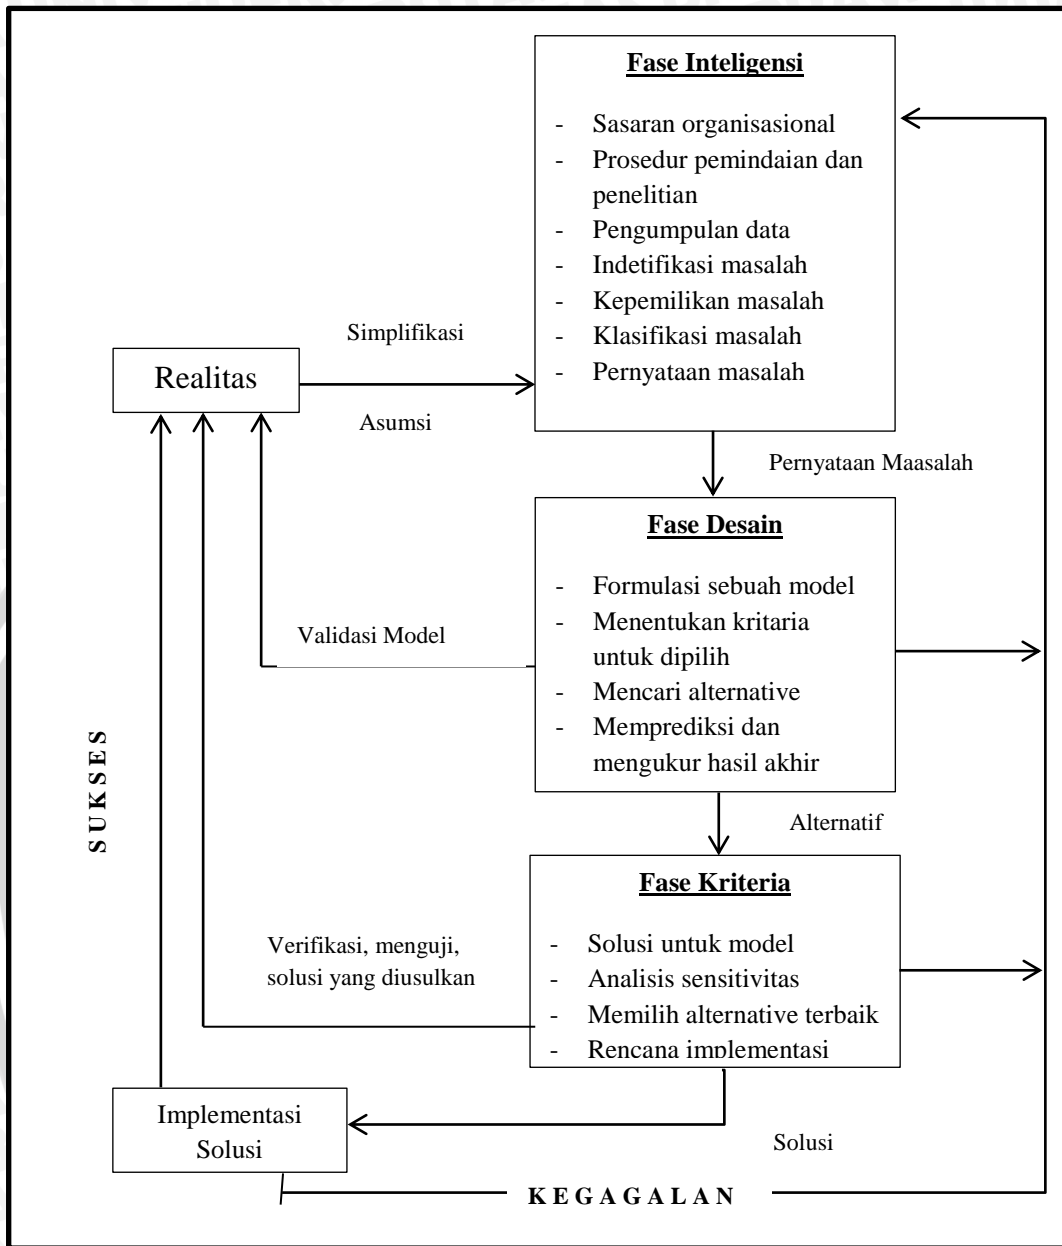 Fase Inteligensi
- Sasaran organisasional
- Prosedur pemindaian dan
penelitian
- Pengumpulan data
- Indetifikasi masalah
- Kepemilikan masalah
- Klasifikasi masalah
- Pernyataan masalah
Simplifikasi
Realitas
Asumsi
Pernyataan Maasalah
Fase Desain
- Formulasi sebuah model
- Menentukan kritaria
untuk dipilih
- Mencari alternative
- Memprediksi dan
mengukur hasil akhir
Validasi Model
SUKSES
Alternatif
Fase Kriteria
- Solusi untuk model
- Analisis sensitivitas
- Memilih alternative terbaik
- Rencana implementasi
Verifikasi, menguji,
solusi yang diusulkan
Implementasi
Solusi
Solusi
KEGAGALAN